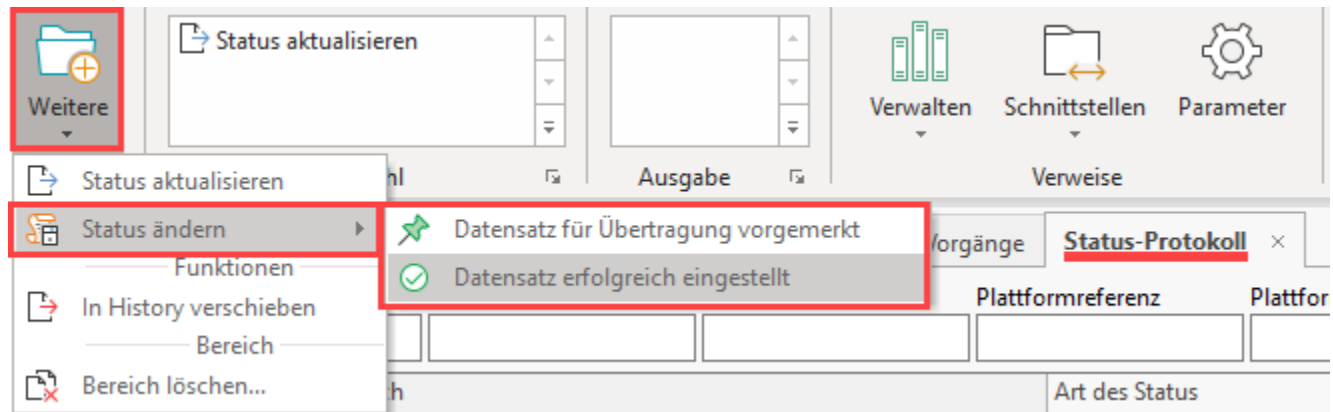 Status aktualisieren
Weitere
Verwalten
Schnittstellen
Parameter
hl
Ausgabe
Verweise
Status aktualisieren
Status ändern
Datensatz für Übertragung vorgemerkt
Datensatz erfolgreich eingestellt
Funktionen
In History verschieben
Bereich
Bereich löschen...
Vorgänge
Status-Protokoll
Plattformreferenz
Plattfor
h
Art des Status